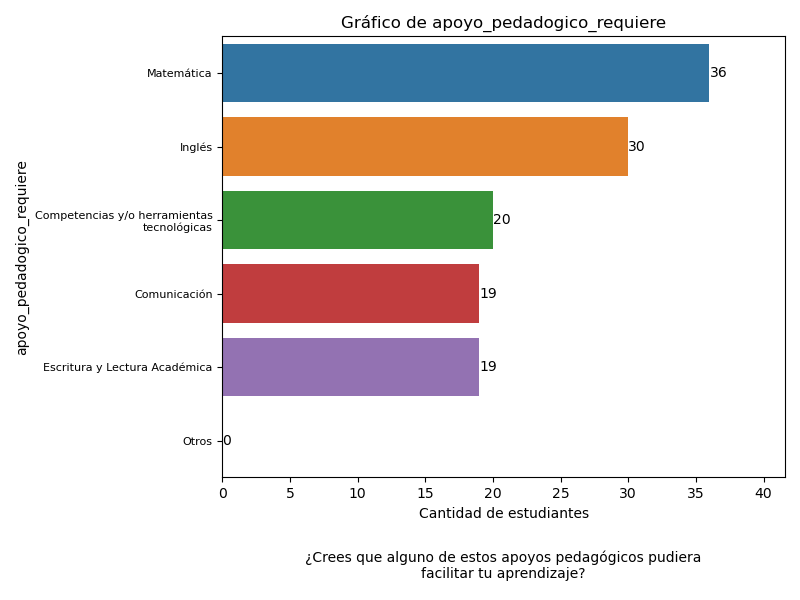 Gráfico de apoyo_pedadogico_requiere
apoyo_pedadogico_requiere
Matemática
36
Inglés
30
Competencias y/o herramientas
tecnológicas
20
Comunicación
19
Escritura y Lectura Académica
19
Otros
0
0 5 10 15 20 25 30 35 40
Cantidad de estudiantes
¿Crees que alguno de estos apoyos pedagógicos pudiera
facilitar tu aprendizaje?